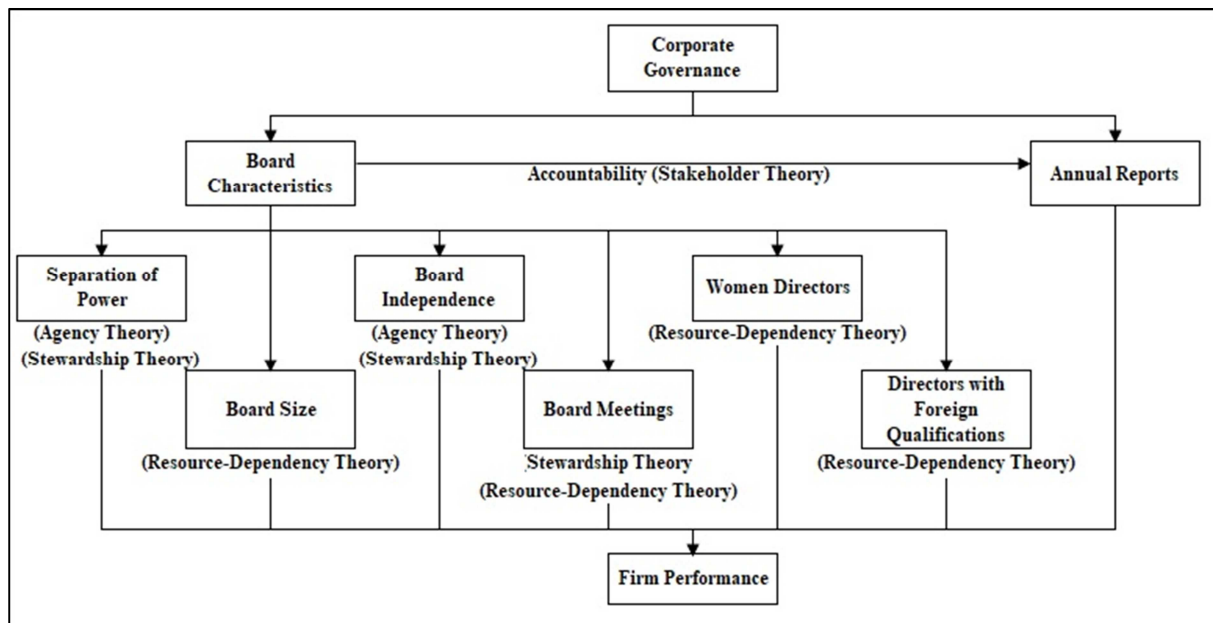 Corporate
Governance
Board
Characteristics
Accountability (Stakeholder Theory)
Annual Reports
Separation of
Power
(Agency Theory)
(Stewardship Theory)
Board
Independence
(Agency Theory)
(Stewardship Theory)
Women Directors
(Resource-Dependency Theory)
Board Size
(Resource-Dependency Theory)
Board Meetings
(Stewardship Theory
(Resource-Dependency Theory)
Directors with
Foreign
Qualifications
(Resource-Dependency Theory)
Firm Performance